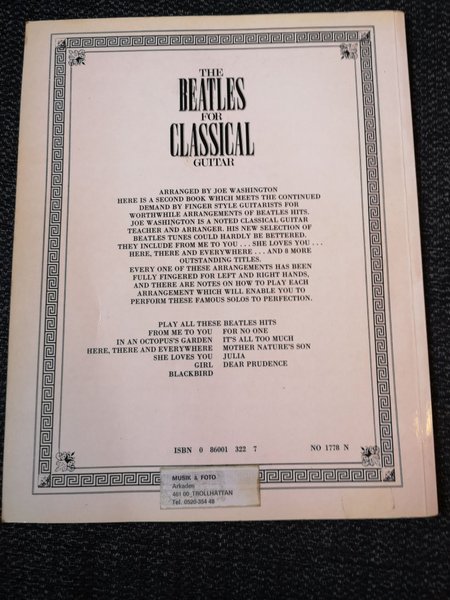 THE
BEATLES
FOR
CLASSICAL
GUITAR
ARRANGED BY JOE WASHINGTON
HERE IS A SECOND BOOK WHICH MEETS THE CONTINUED
DEMAND BY FINGER STYLE GUITARISTS FOR
WORTHWHILE ARRANGEMENTS OF BEATLES HITS.
JOE WASHINGTON IS A NOTED CLASSICAL GUITAR
TEACHER AND ARRANGER. HIS NEW SELECTION OF
BEATLES TUNES COULD HARDLY BE BETTERED.
THEY INCLUDE FROM ME TO YOU . . . SHE LOVES YOU . . .
HERE, THERE AND EVERYWHERE . . . AND 8 MORE
OUTSTANDING TITLES.
EVERY ONE OF THESE ARRANGEMENTS HAS BEEN
FULLY FINGERED FOR LEFT AND RIGHT HANDS,
AND THERE ARE NOTES ON HOW TO PLAY EACH
ARRANGEMENT WHICH WILL ENABLE YOU TO
PERFORM THESE FAMOUS SOLOS TO PERFECTION.
PLAY ALL THESE BEATLES HITS
FROM ME TO YOU FOR NO ONE
IN AN OCTOPUS'S GARDEN IT'S ALL TOO MUCH
HERE, THERE AND EVERYWHERE MOTHER NATURE'S SON
SHE LOVES YOU JULIA
GIRL DEAR PRUDENCE
BLACKBIRD
ISBN 0 86001 322 7 NO 1778 N
MUSIK & FOTO
Arkaden
461 00 TROLLHÄTTAN
Tel. 0520-354 48